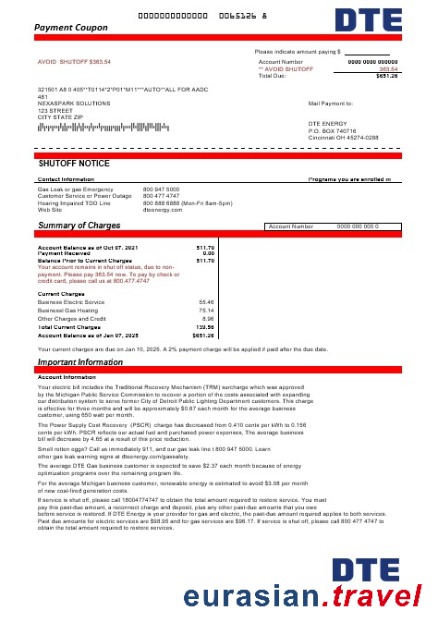 0000000000000 0065126 8
DTE
Payment Coupon
Please indicate amount paying $
AVOID SHUTOFF $363.54
Account Number 0000 0000 000000
** AVOID SHUTOFF 363.54
Total Due: $651.26
321501 A8 0 405**T0114*2*P01*M11***AUTO**ALL FOR AADC
481
NEXASPARK SOLUTIONS
123 STREET
CITY STATE ZIP
Mail Payment to:
DTE ENERGY
P.O. BOX 740716
Cincinnati OH 45274-0288
SHUTOFF NOTICE
Contact Information Programs you are enrolled in
Gas Leak or gas Emergency 800 947 5000
Customer Service or Power Outage 800 477 4747
Hearing Impaired TDD Line 800 888 6886 (Mon-Fri 8am-5pm)
Web Site dteenergy.com
Summary of Charges
Account Number 0000 000 000 0
Account Balance as of Oct 07, 2021 511.70
Payment Received 0.00
Balance Prior to Current Charges 511.70
Your account remains in shut off status, due to non-
payment. Please pay 363.54 now. To pay by check or
credit card, please call us at 800.477.4747
Current Charges
Business Electric Service 55.46
Business Gas Heating 75.14
Other Charges and Credit 8.96
Total Current Charges 139.56
Account Balance as of Jan 07, 2025 $651.26
Your current charges are due on Jan 10, 2025. A 2% payment charge will be applied if paid after the due date.
Important Information
Account Information
Your electric bill includes the Traditional Recovery Mechanism (TRM) surcharge which was approved
by the Michigan Public Service Commission to recover a portion of the costs associated with expanding
our distribution system to serve former City of Detroit Public Lighting Department customers. This charge
is effective for three months and will be approximately $0.67 each month for the average business
customer, using 650 watt per month.
The Power Supply Cost Recovery (PSCR) charge has decreased from 0.410 cents per kWh to 0.156
cents per kWh. PSCR reflects our actual fuel and purchased power expenses, The average business
bill will decrease by 4.65 at a result of this price reduction.
Smell rotten eggs? Call us immediately 911, and our gas leak line 1 800 947 5000. Learn
other gas leak warning signs at dteenergy.com/gassafety.
The average DTE Gas business customer is expected to save $2.37 each month because of energy
optimisation programs over the remaining program life.
For the average Michigan business customer, renewable energy is estimated to avoid $3.08 per month
of new coal-fired generation costs.
If service is shut off, please call 18004774747 to obtain the total amount required to restore service. You must
pay this past-due amount, a reconnect charge and deposit, plus any other past-due amounts that you owe
before service is restored. If DTE Energy is your provider for gas and electric, the past-due amount required applies to both services.
Past due amounts for electric services are $98.95 and for gas services are $96.17. If service is shut off, please call 800 477 4747 to
obtain the total amount required to restore services.
DTE
eurasian.travel